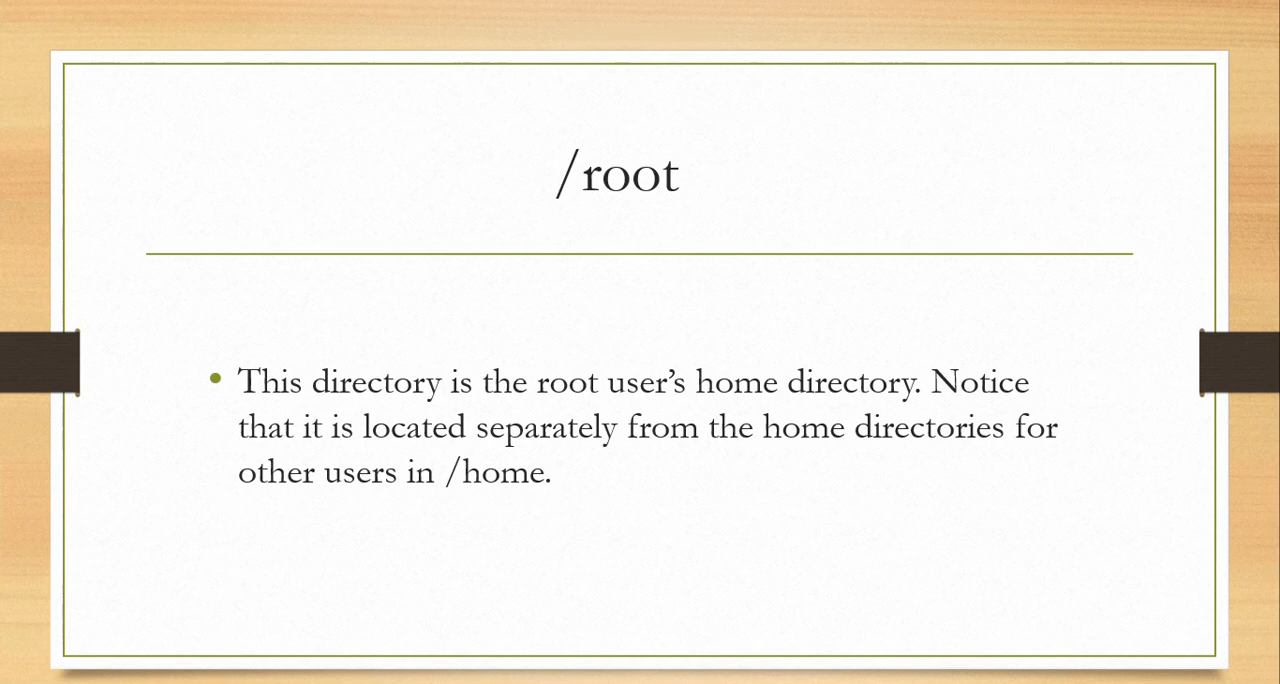 /root
• This directory is the root user’s home directory. Notice
that it is located separately from the home directories for
other users in /home.